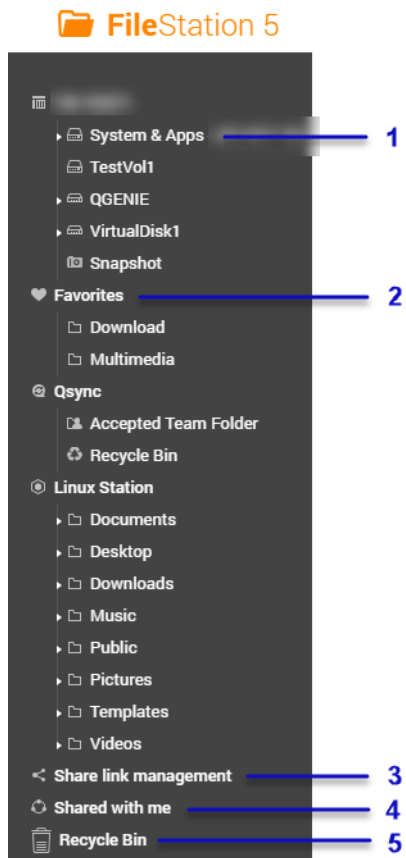 FileStation 5
System & Apps 1
TestVol1
QGENIE
VirtualDisk1
Snapshot
Favorites 2
Download
Multimedia
Qsync
Accepted Team Folder
Recycle Bin
Linux Station
Documents
Desktop
Downloads
Music
Public
Pictures
Templates
Videos
Share link management 3
Shared with me 4
Recycle Bin 5